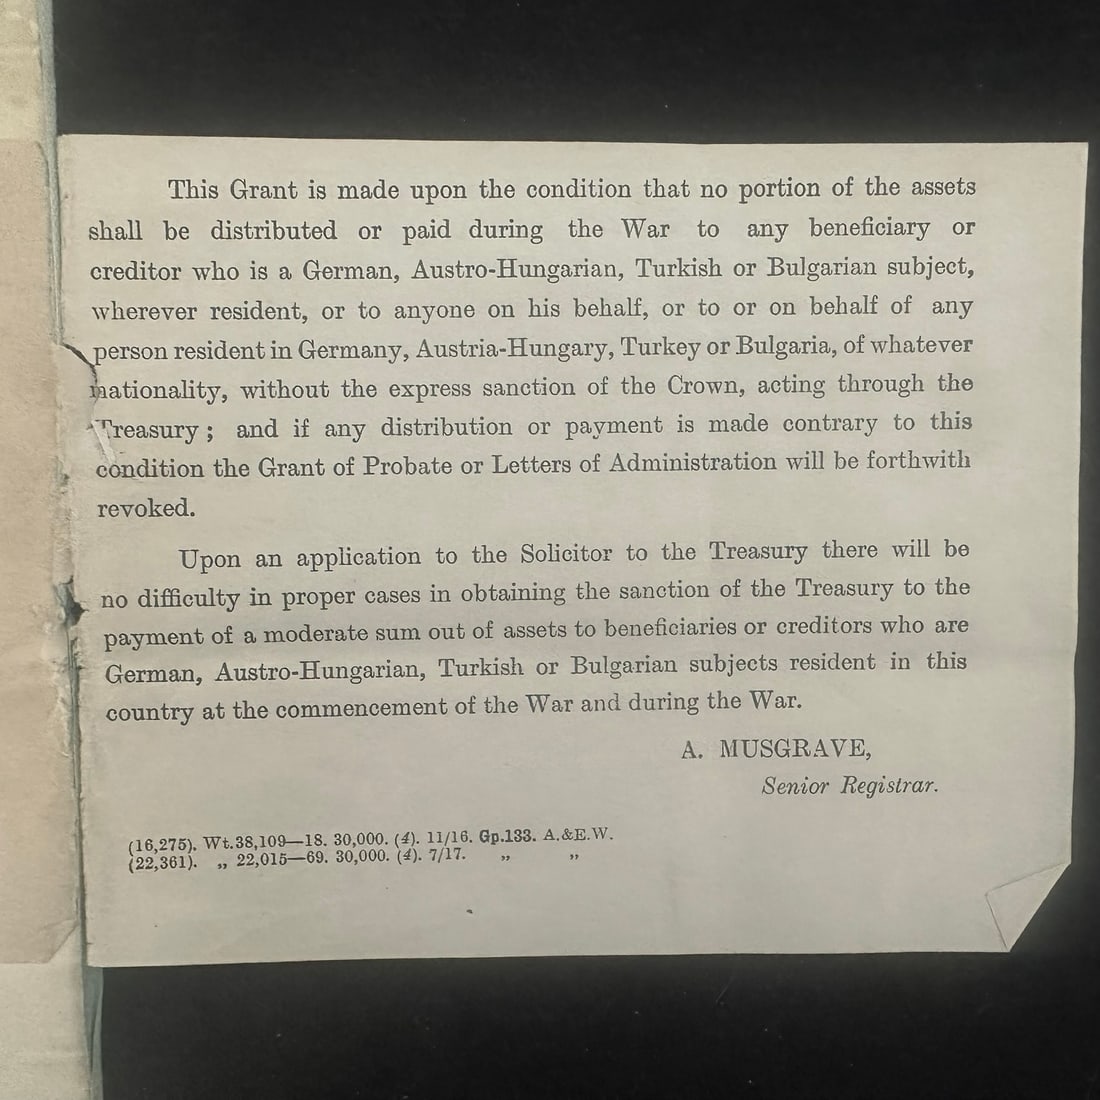 This Grant is made upon the condition that no portion of the assets
shall be distributed or paid during the War to any beneficiary or
creditor who is a German, Austro-Hungarian, Turkish or Bulgarian subject,
wherever resident, or to anyone on his behalf, or to or on behalf of any
person resident in Germany, Austria-Hungary, Turkey or Bulgaria, of whatever
nationality, without the express sanction of the Crown, acting through the
Treasury; and if any distribution or payment is made contrary to this
condition the Grant of Probate or Letters of Administration will be forthwith
revoked.
Upon an application to the Solicitor to the Treasury there will be
no difficulty in proper cases in obtaining the sanction of the Treasury to the
payment of a moderate sum out of assets to beneficiaries or creditors who are
German, Austro-Hungarian, Turkish or Bulgarian subjects resident in this
country at the commencement of the War and during the War.
A. MUSGRAVE,
Senior Registrar.
(16,275). Wt.38,109—18. 30,000. (4). 11/16. Gp.133. A.&E.W.
(22,361). „ 22,015—69. 30,000. (4). 7/17. „ „